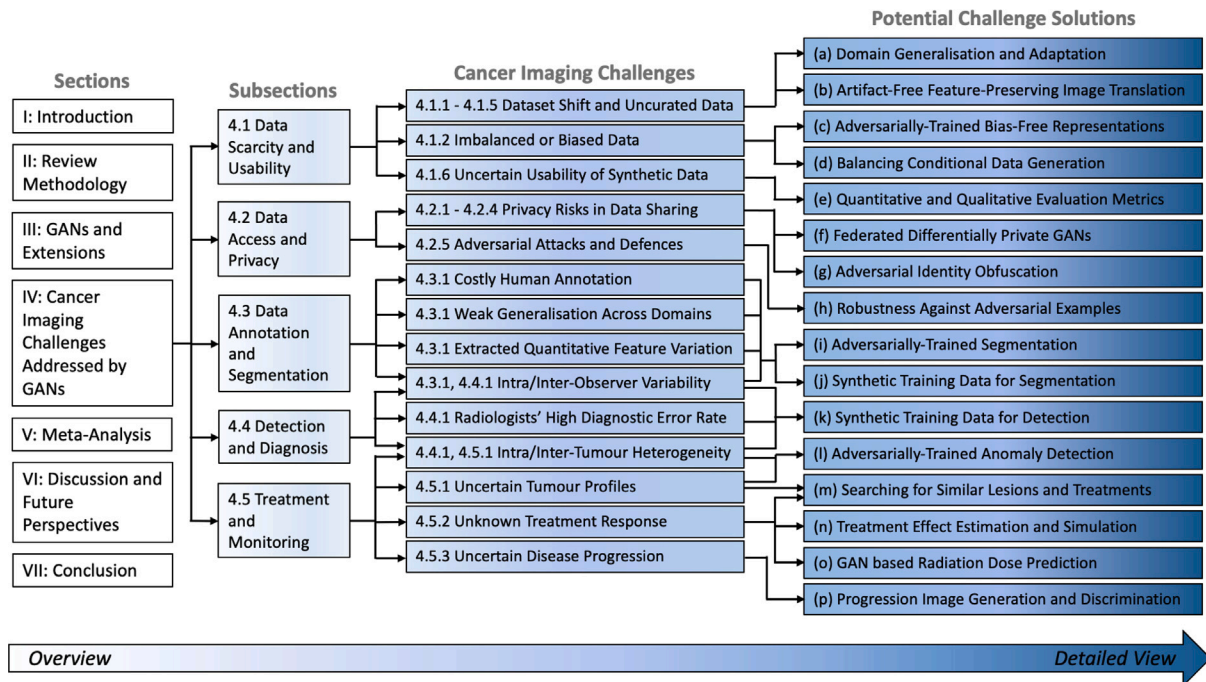 Sections
I: Introduction
II: Review
Methodology
III: GANs and
Extensions
IV: Cancer
Imaging
Challenges
Addressed by
GANs
V: Meta-Analysis
VI: Discussion and
Future
Perspectives
VII: Conclusion
Subsections
4.1 Data
Scarcity and
Usability
4.2 Data
Access and
Privacy
4.3 Data
Annotation
and
Segmentation
4.4 Detection
and Diagnosis
4.5 Treatment
and
Monitoring
Cancer Imaging Challenges
4.1.1 - 4.1.5 Dataset Shift and Uncurated Data
4.1.2 Imbalanced or Biased Data
4.1.6 Uncertain Usability of Synthetic Data
4.2.1 - 4.2.4 Privacy Risks in Data Sharing
4.2.5 Adversarial Attacks and Defences
4.3.1 Costly Human Annotation
4.3.1 Weak Generalisation Across Domains
4.3.1 Extracted Quantitative Feature Variation
4.3.1, 4.4.1 Intra/Inter-Observer Variability
4.4.1 Radiologists' High Diagnostic Error Rate
4.4.1, 4.5.1 Intra/Inter-Tumour Heterogeneity
4.5.1 Uncertain Tumour Profiles
4.5.2 Unknown Treatment Response
4.5.3 Uncertain Disease Progression
Potential Challenge Solutions
(a) Domain Generalisation and Adaptation
(b) Artifact-Free Feature-Preserving Image Translation
(c) Adversarially-Trained Bias-Free Representations
(d) Balancing Conditional Data Generation
(e) Quantitative and Qualitative Evaluation Metrics
(f) Federated Differentially Private GANs
(g) Adversarial Identity Obfuscation
(h) Robustness Against Adversarial Examples
(i) Adversarially-Trained Segmentation
(j) Synthetic Training Data for Segmentation
(k) Synthetic Training Data for Detection
(l) Adversarially-Trained Anomaly Detection
(m) Searching for Similar Lesions and Treatments
(n) Treatment Effect Estimation and Simulation
(o) GAN based Radiation Dose Prediction
(p) Progression Image Generation and Discrimination
Overview
Detailed View